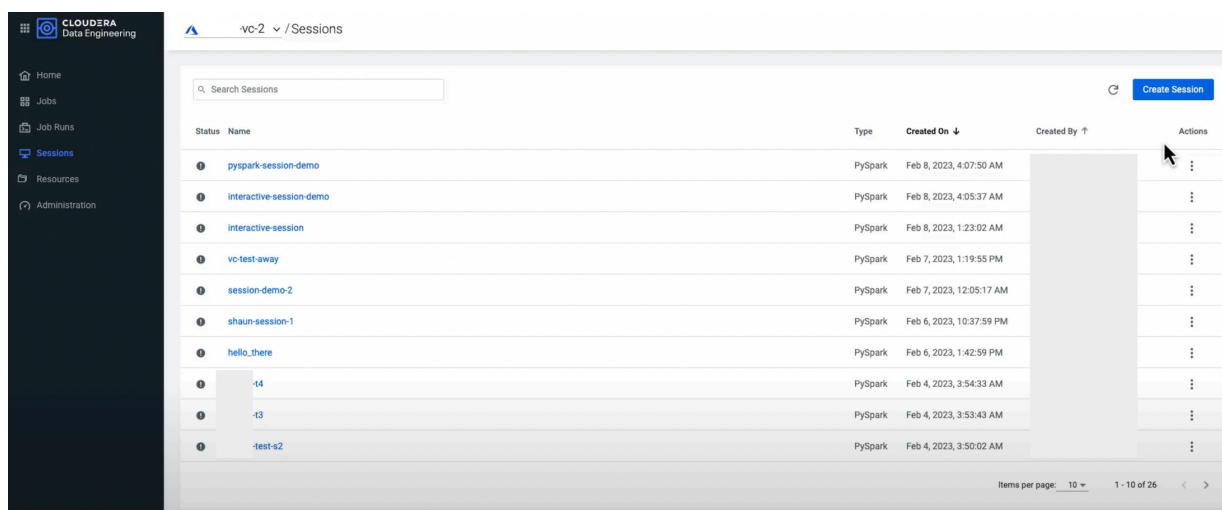 CLOUDERA
Data Engineering
-vc-2 / Sessions
Home
Jobs
Job Runs
Sessions
Resources
Administration
Search Sessions
Create Session
Status Name Type Created On ↓ Created By ↑ Actions
pyspark-session-demo PySpark Feb 8, 2023, 4:07:50 AM
interactive-session-demo PySpark Feb 8, 2023, 4:05:37 AM
interactive-session PySpark Feb 8, 2023, 1:23:02 AM
vc-test-away PySpark Feb 7, 2023, 1:19:55 PM
session-demo-2 PySpark Feb 7, 2023, 12:05:17 AM
shaun-session-1 PySpark Feb 6, 2023, 10:37:59 PM
hello_there PySpark Feb 6, 2023, 1:42:59 PM
-t4 PySpark Feb 4, 2023, 3:54:33 AM
-t3 PySpark Feb 4, 2023, 3:53:43 AM
-test-s2 PySpark Feb 4, 2023, 3:50:02 AM
Items per page: 10 1 - 10 of 26 < >